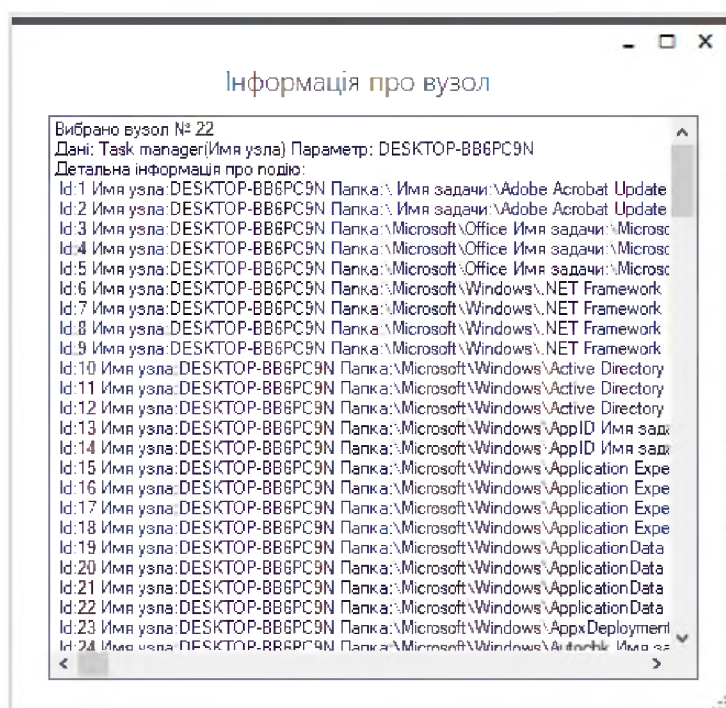 Інформація про вузол
Вибрано вузол № 22
Дані: Task manager(Имя узла) Параметр: DESKTOP-BB6PC9N
Детальна інформація про подію:
Id:1 Имя узла:DESKTOP-BB6PC9N Папка:\ Имя задачи:\Adobe Acrobat Update
Id:2 Имя узла:DESKTOP-BB6PC9N Папка:\ Имя задачи:\Adobe Acrobat Update
Id:3 Имя узла:DESKTOP-BB6PC9N Папка:\Microsoft\Office Имя задачи:\Microsc
Id:4 Имя узла:DESKTOP-BB6PC9N Папка:\Microsoft\Office Имя задачи:\Microsc
Id:5 Имя узла:DESKTOP-BB6PC9N Папка:\Microsoft\Office Имя задачи:\Microsc
Id:6 Имя узла:DESKTOP-BB6PC9N Папка:\Microsoft\Windows\.NET Framework
Id:7 Имя узла:DESKTOP-BB6PC9N Папка:\Microsoft\Windows\.NET Framework
Id:8 Имя узла:DESKTOP-BB6PC9N Папка:\Microsoft\Windows\.NET Framework
Id:9 Имя узла:DESKTOP-BB6PC9N Папка:\Microsoft\Windows\.NET Framework
Id:10 Имя узла:DESKTOP-BB6PC9N Папка:\Microsoft\Windows\Active Directory
Id:11 Имя узла:DESKTOP-BB6PC9N Папка:\Microsoft\Windows\Active Directory
Id:12 Имя узла:DESKTOP-BB6PC9N Папка:\Microsoft\Windows\Active Directory
Id:13 Имя узла:DESKTOP-BB6PC9N Папка:\Microsoft\Windows\AppID Имя зада
Id:14 Имя узла:DESKTOP-BB6PC9N Папка:\Microsoft\Windows\AppID Имя зада
Id:15 Имя узла:DESKTOP-BB6PC9N Папка:\Microsoft\Windows\Application Expe
Id:16 Имя узла:DESKTOP-BB6PC9N Папка:\Microsoft\Windows\Application Expe
Id:17 Имя узла:DESKTOP-BB6PC9N Папка:\Microsoft\Windows\Application Expe
Id:18 Имя узла:DESKTOP-BB6PC9N Папка:\Microsoft\Windows\Application Expe
Id:19 Имя узла:DESKTOP-BB6PC9N Папка:\Microsoft\Windows\ApplicationData
Id:20 Имя узла:DESKTOP-BB6PC9N Папка:\Microsoft\Windows\ApplicationData
Id:21 Имя узла:DESKTOP-BB6PC9N Папка:\Microsoft\Windows\ApplicationData
Id:22 Имя узла:DESKTOP-BB6PC9N Папка:\Microsoft\Windows\ApplicationData
Id:23 Имя узла:DESKTOP-BB6PC9N Папка:\Microsoft\Windows\AppxDeployment
Id:24 Имя узла:DESKTOP-BB6PC9N Папка:\Microsoft\Windows\Autochk Имя за